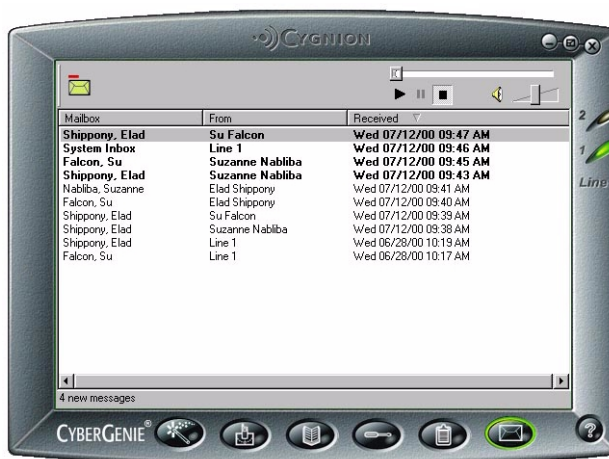 CYGNION
Mailbox From Received
Shippony, Elad Su Falcon Wed 07/12/00 09:47 AM
System Inbox Line 1 Wed 07/12/00 09:46 AM
Falcon, Su Suzanne Nabliba Wed 07/12/00 09:45 AM
Shippony, Elad Suzanne Nabliba Wed 07/12/00 09:43 AM
Nabliba, Suzanne Elad Shippony Wed 07/12/00 09:41 AM
Falcon, Su Elad Shippony Wed 07/12/00 09:40 AM
Shippony, Elad Su Falcon Wed 07/12/00 09:39 AM
Shippony, Elad Suzanne Nabliba Wed 07/12/00 09:38 AM
Shippony, Elad Line 1 Wed 06/28/00 10:19 AM
Falcon, Su Line 1 Wed 06/28/00 10:17 AM
2
1
Line
4 new messages
CYBERGENIE®
?